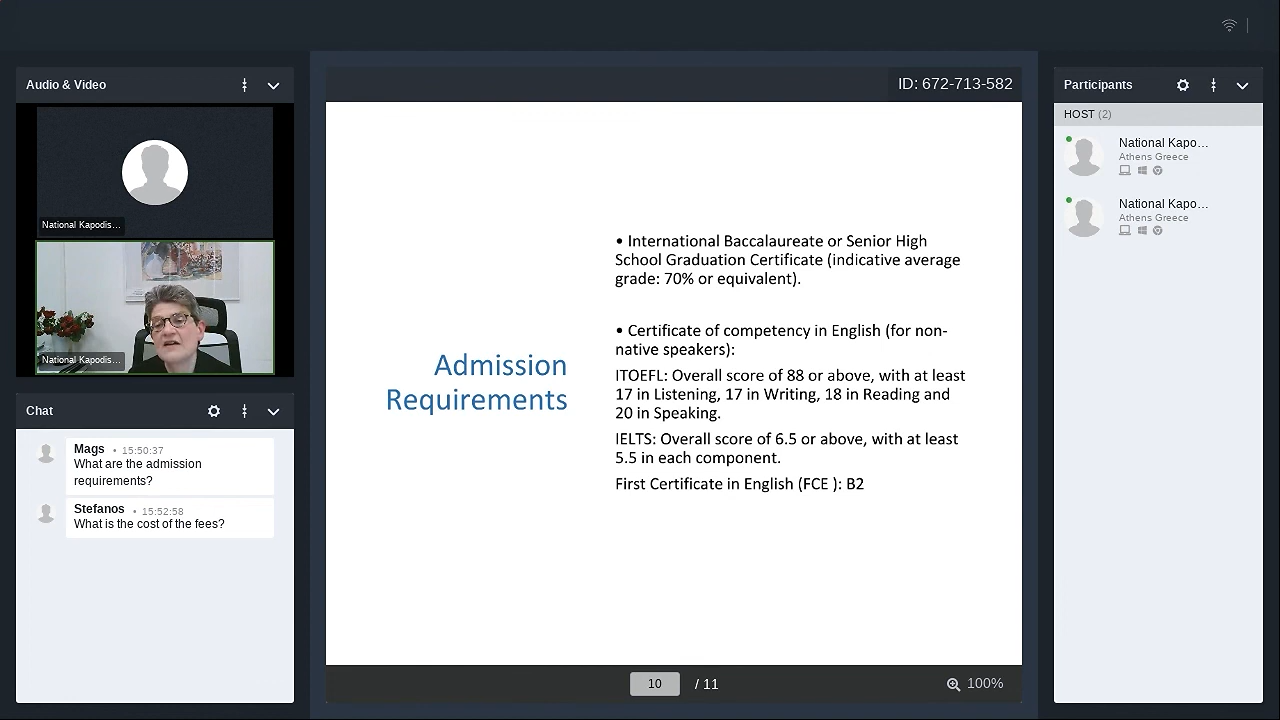 Audio & Video
National Kapodis...
National Kapodis...
Chat
Mags • 15:50:37
What are the admission
requirements?
Stefanos • 15:52:58
What is the cost of the fees?
ID: 672-713-582
Admission
Requirements
• International Baccalaureate or Senior High
School Graduation Certificate (indicative average
grade: 70% or equivalent).
• Certificate of competency in English (for non-
native speakers):
ITOEFL: Overall score of 88 or above, with at least
17 in Listening, 17 in Writing, 18 in Reading and
20 in Speaking.
IELTS: Overall score of 6.5 or above, with at least
5.5 in each component.
First Certificate in English (FCE ): B2
10 / 11
100%
Participants
HOST (2)
National Kapo...
Athens Greece
National Kapo...
Athens Greece